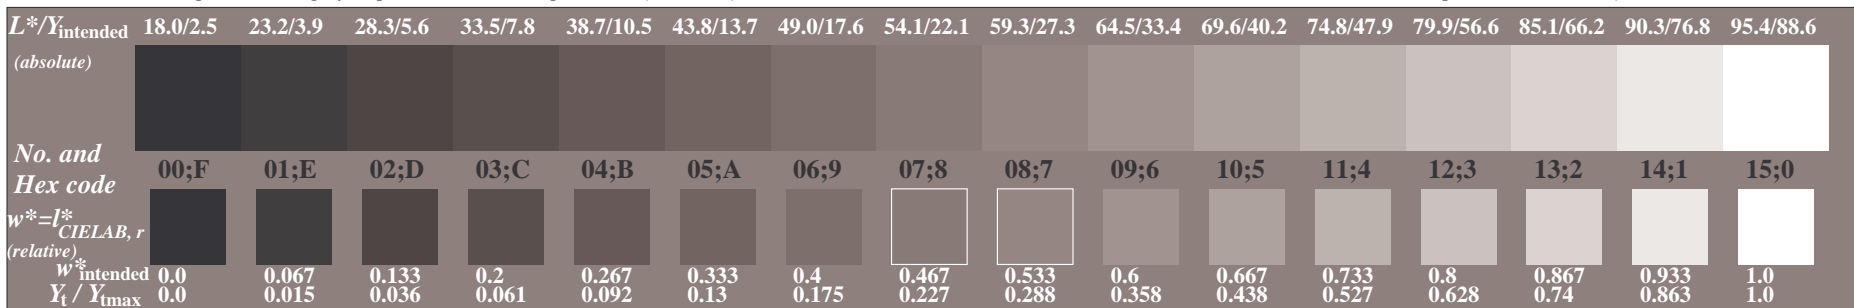 L*/Yintended 18.0/2.5 23.2/3.9 28.3/5.6 33.5/7.8 38.7/10.5 43.8/13.7 49.0/17.6 54.1/22.1 59.3/27.3 64.5/33.4 69.6/40.2 74.8/47.9 79.9/56.6 85.1/66.2 90.3/76.8 95.4/88.6
(absolute)
No. and
Hex code
00;F 01;E 02;D 03;C 04;B 05;A 06;9 07;8 08;7 09;6 10;5 11;4 12;3 13;2 14;1 15;0
w*=l*CIELAB, r
(relative)
w*intended 0.0 0.067 0.133 0.2 0.267 0.333 0.4 0.467 0.533 0.6 0.667 0.733 0.8 0.867 0.933 1.0
Yt / Ytmax 0.0 0.015 0.036 0.061 0.092 0.13 0.175 0.227 0.288 0.358 0.438 0.527 0.628 0.74 0.863 1.0